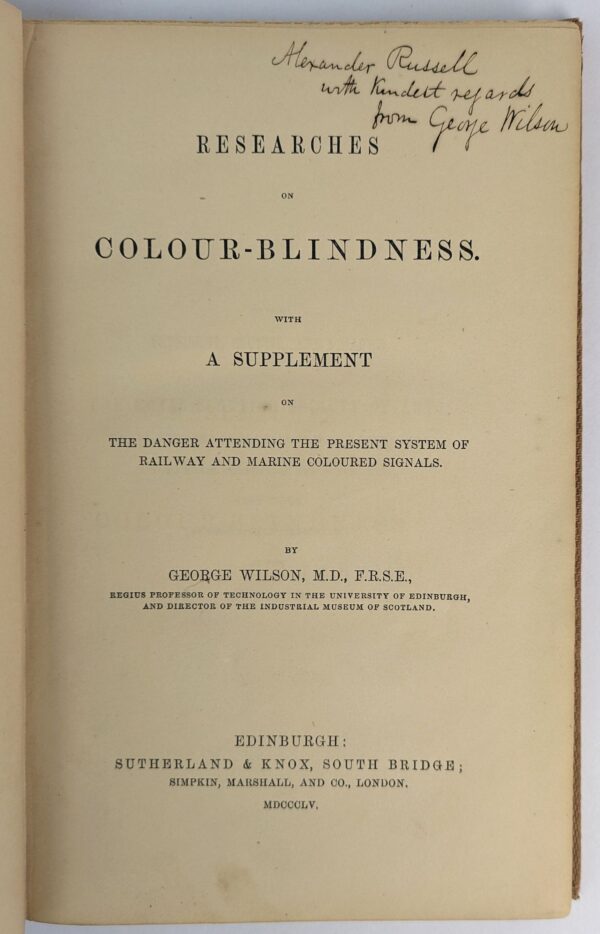 Alexander Russell
with kindest regards
from George Wilson
RESEARCHES
ON
COLOUR-BLINDNESS.
WITH
A SUPPLEMENT
ON
THE DANGER ATTENDING THE PRESENT SYSTEM OF
RAILWAY AND MARINE COLOURED SIGNALS.
BY
GEORGE WILSON, M.D., F.R.S.E.,
REGIUS PROFESSOR OF TECHNOLOGY IN THE UNIVERSITY OF EDINBURGH,
AND DIRECTOR OF THE INDUSTRIAL MUSEUM OF SCOTLAND.
EDINBURGH:
SUTHERLAND & KNOX, SOUTH BRIDGE;
SIMPKIN, MARSHALL, AND CO., LONDON.
MDCCCLV.